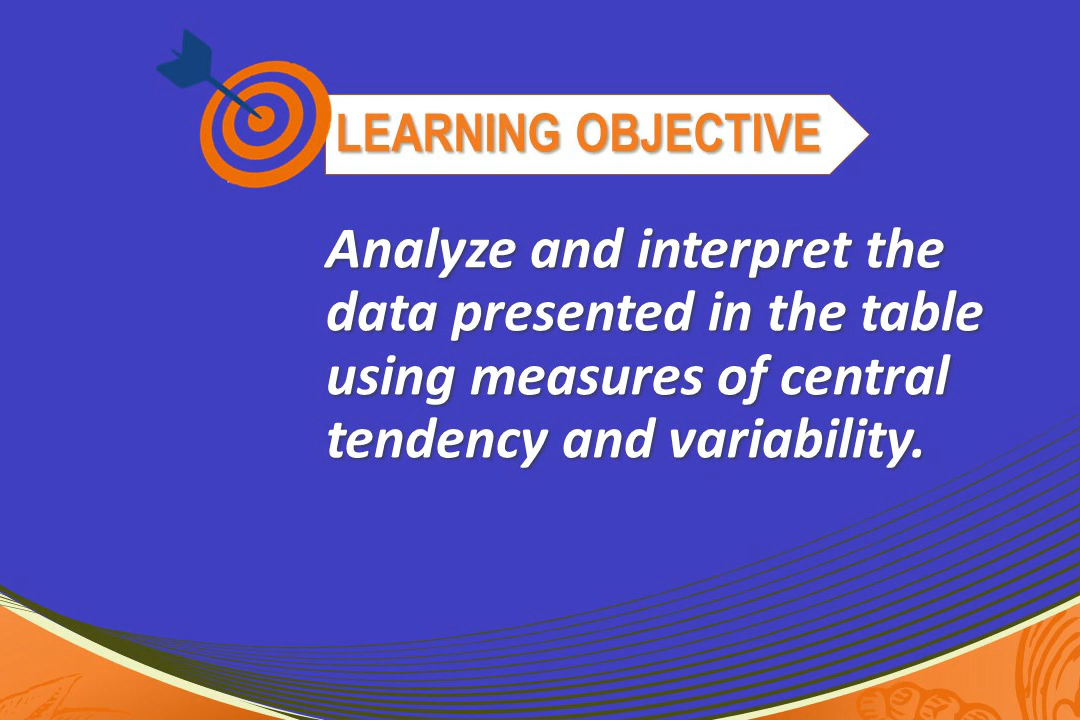 LEARNING OBJECTIVE
Analyze and interpret the
data presented in the table
using measures of central
tendency and variability.